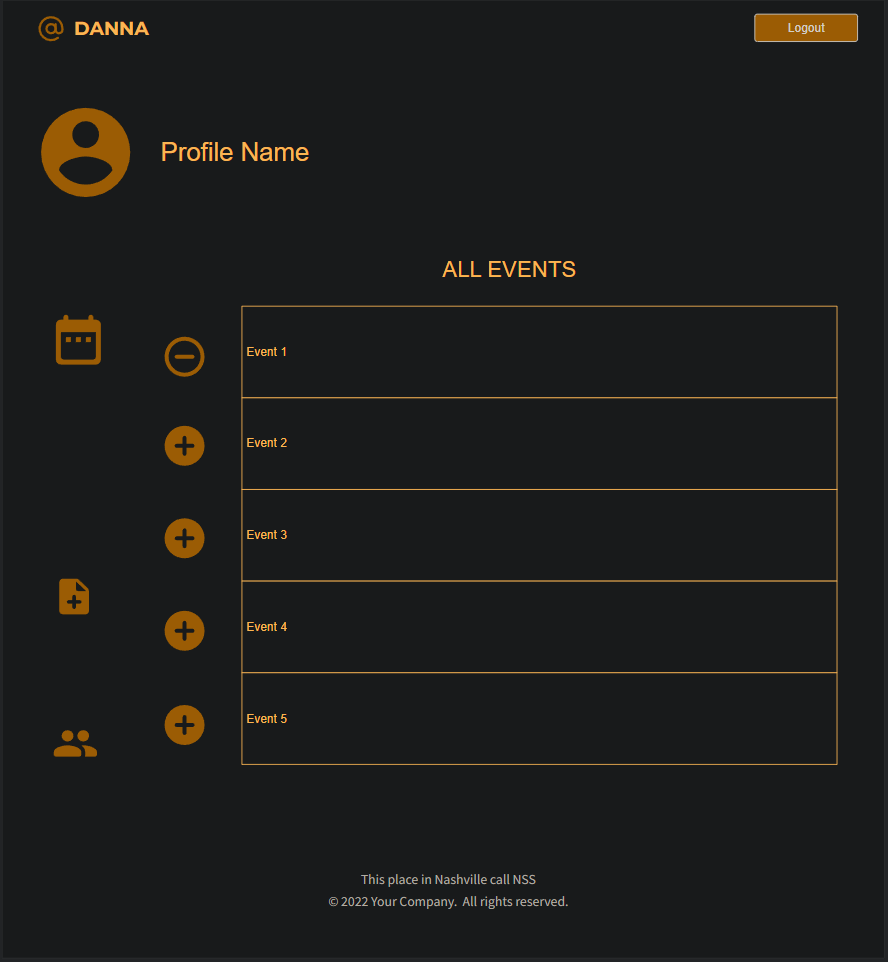 @ DANNA
Logout
Profile Name
ALL EVENTS
Event 1
Event 2
Event 3
Event 4
Event 5
This place in Nashville call NSS
© 2022 Your Company.  All rights reserved.